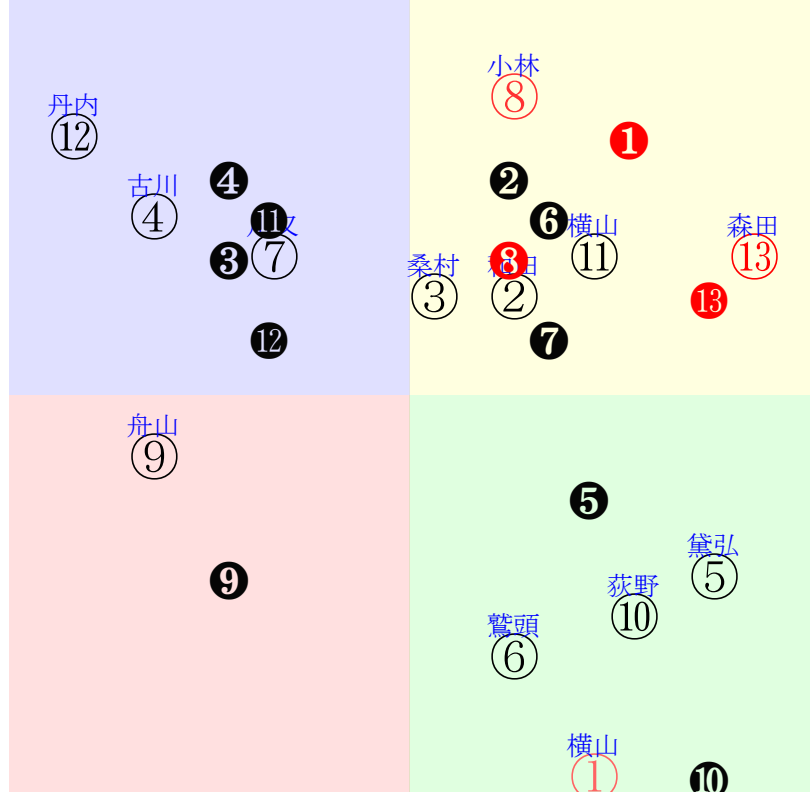 小林
⑧
丹内
⑫
❶
古川
④
❹
❷
⓫
❻
横山
⑪
森田
⑬
⑦
❸
❽
桑村
③
②
⓭
⓬
❼
舟山
⑨
❺
黛弘
⑤
❾
荻野
⑩
鷲頭
⑥
横山
①
❿